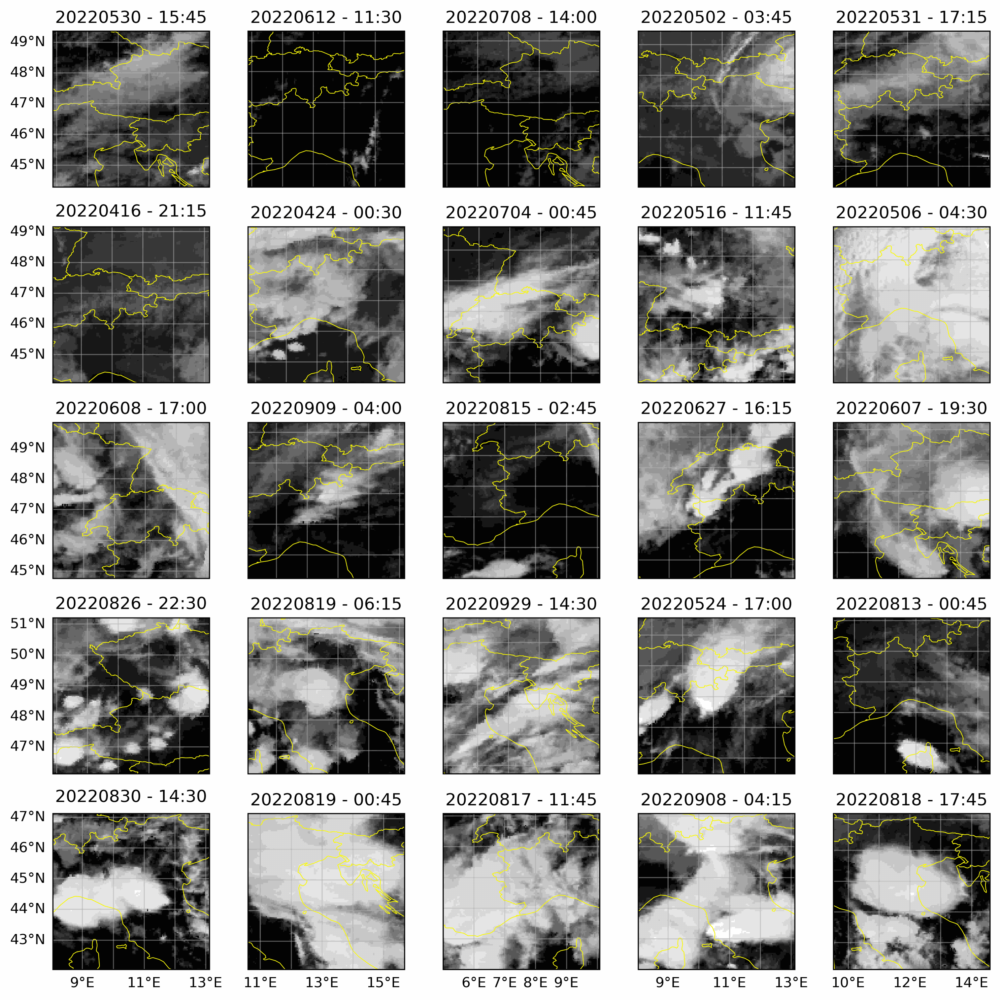 20220530 - 15:45 20220612 - 11:30 20220708 - 14:00 20220502 - 03:45 20220531 - 17:15
49°N
48°N
47°N
46°N
45°N
20220416 - 21:15 20220424 - 00:30 20220704 - 00:45 20220516 - 11:45 20220506 - 04:30
49°N
48°N
47°N
46°N
45°N
20220608 - 17:00 20220909 - 04:00 20220815 - 02:45 20220627 - 16:15 20220607 - 19:30
49°N
48°N
47°N
46°N
45°N
20220826 - 22:30 20220819 - 06:15 20220929 - 14:30 20220524 - 17:00 20220813 - 00:45
51°N
50°N
49°N
48°N
47°N
20220830 - 14:30 20220819 - 00:45 20220817 - 11:45 20220908 - 04:15 20220818 - 17:45
47°N
46°N
45°N
44°N
43°N
9°E 11°E 13°E 11°E 13°E 15°E 6°E 7°E 8°E 9°E 9°E 11°E 13°E 10°E 12°E 14°E